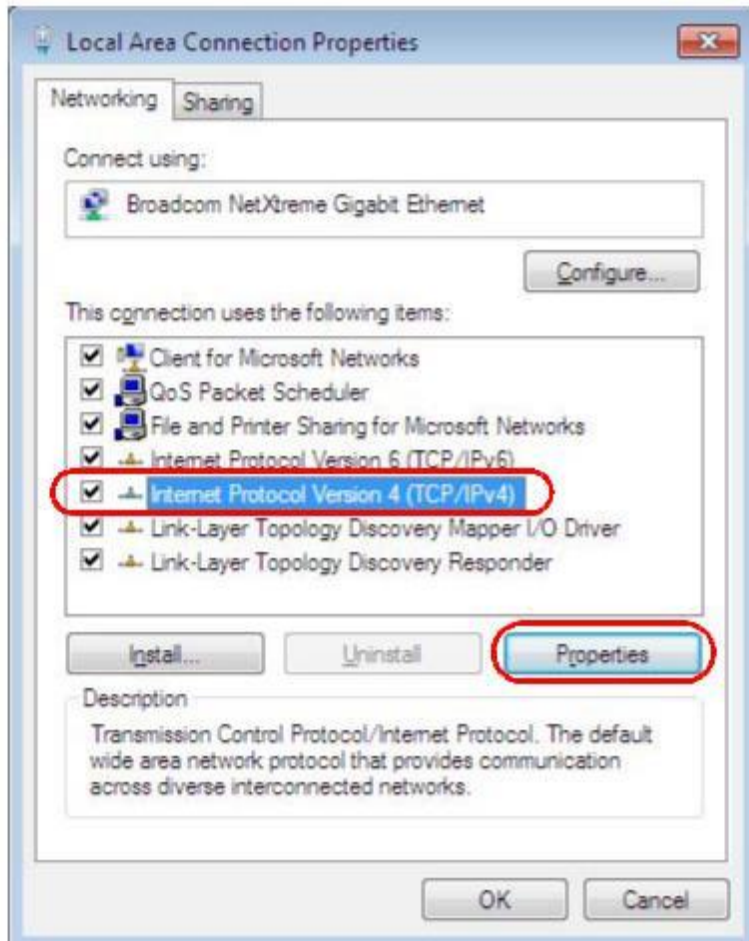 Local Area Connection Properties
Networking
Sharing
Connect using:
Broadcom NetXtreme Gigabit Ethernet
Configure...
This connection uses the following items:
Client for Microsoft Networks
QoS Packet Scheduler
File and Printer Sharing for Microsoft Networks
Internet Protocol Version 6 (TCP/IPv6)
Internet Protocol Version 4 (TCP/IPv4)
Link-Layer Topology Discovery Mapper I/O Driver
Link-Layer Topology Discovery Responder
Install...
Uninstall
Properties
Description
Transmission Control Protocol/Internet Protocol. The default
wide area network protocol that provides communication
across diverse interconnected networks.
OK
Cancel